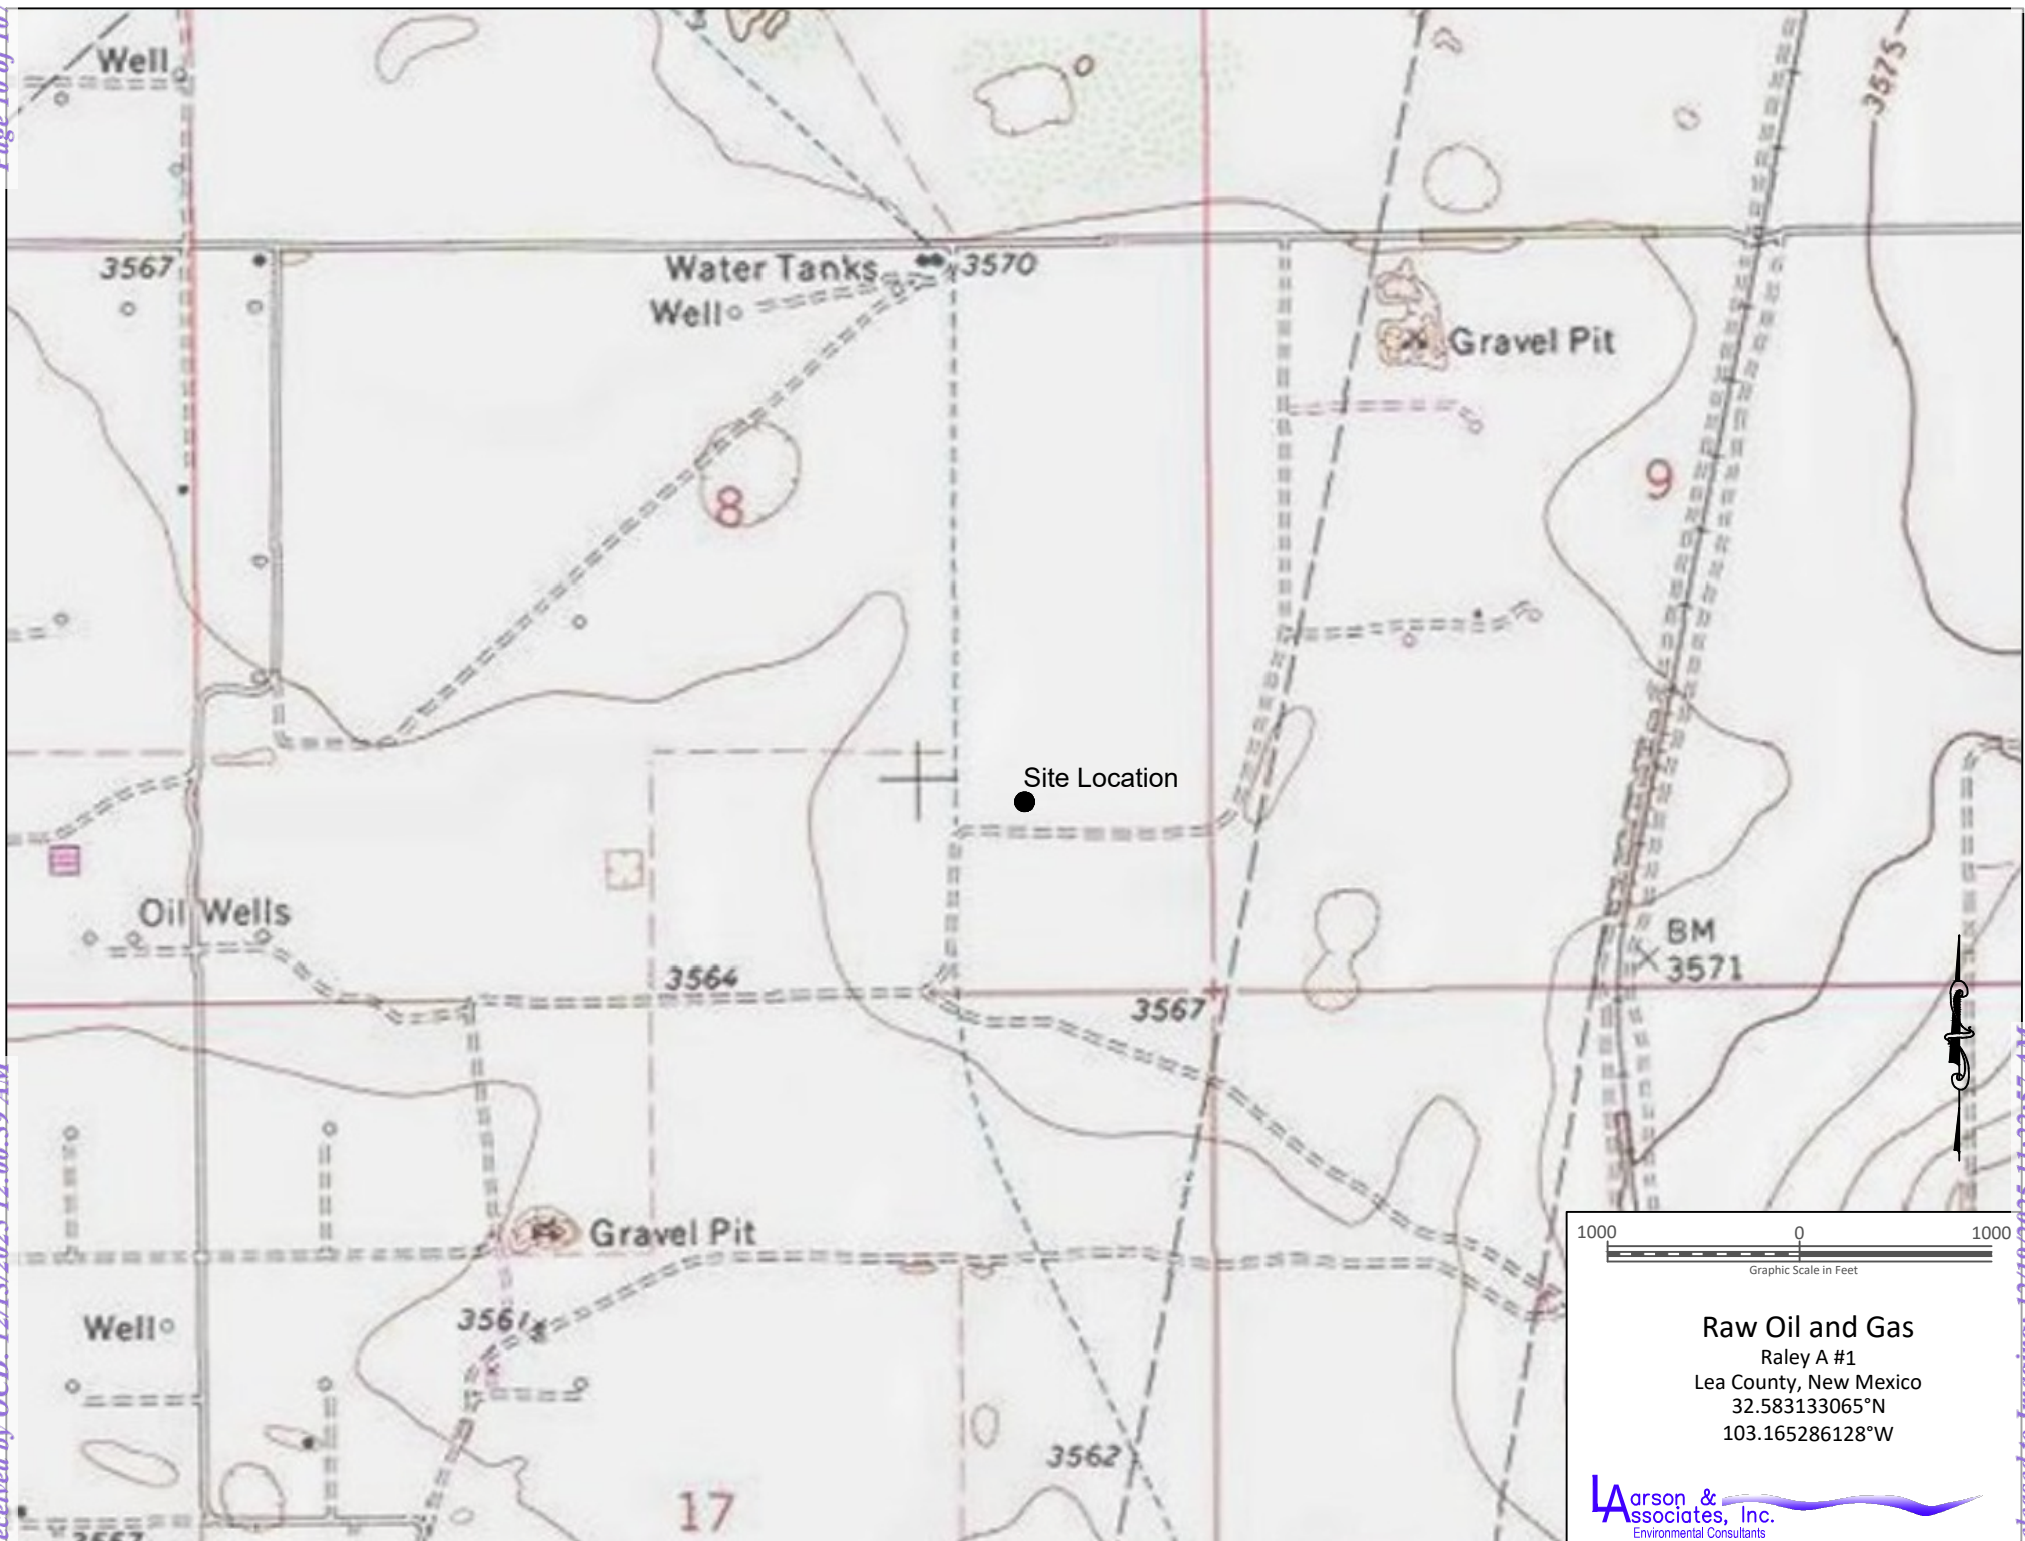 Well
3575
3567
Water Tanks
3570
Well
Gravel Pit
8
9
Site Location
Oil Wells
BM
3571
3564
3567
Gravel Pit
Well
3561
3562
17
1000 0 1000
Graphic Scale in Feet
Raw Oil and Gas
Raley A #1
Lea County, New Mexico
32.583133065°N
103.165286128°W
Larson &
Associates, Inc.
Environmental Consultants